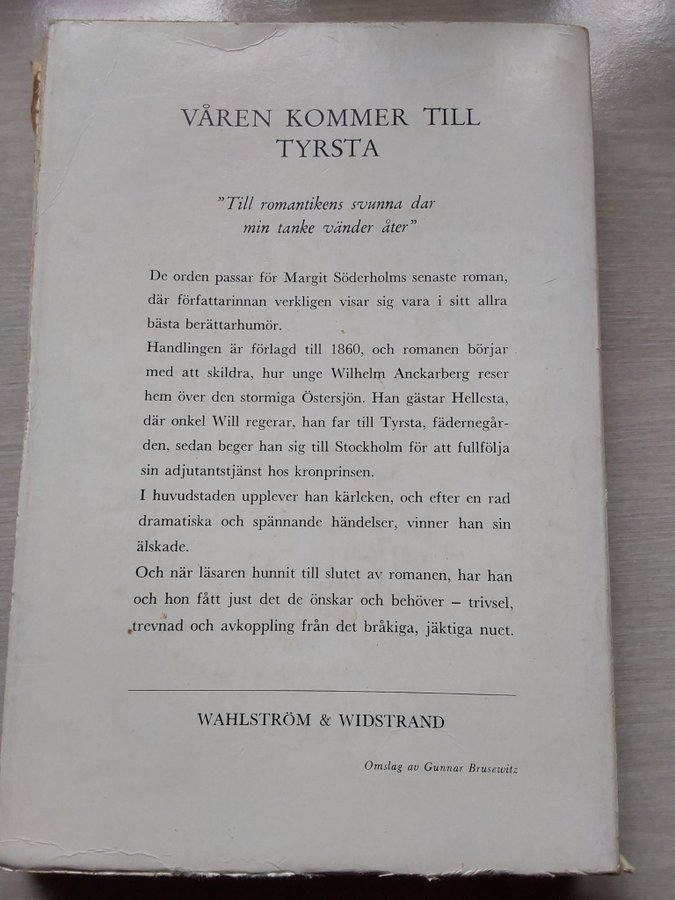 VÅREN KOMMER TILL
TYRSTA
"Till romantikens svunna dar
min tanke vänder åter"
De orden passar för Margit Söderholms senaste roman,
där författarinnan verkligen visar sig vara i sitt allra
bästa berättarhumör.
Handlingen är förlagd till 1860, och romanen börjar
med att skildra, hur unge Wilhelm Anckarberg reser
hem över den stormiga Östersjön. Han gästar Hellesta,
där onkel Will regerar, han far till Tyrsta, fädernegår-
den, sedan beger han sig till Stockholm för att fullfölja
sin adjutantstjänst hos kronprinsen.
I huvudstaden upplever han kärleken, och efter en rad
dramatiska och spännande händelser, vinner han sin
älskade.
Och när läsaren hunnit till slutet av romanen, har han
och hon fått just det de önskar och behöver – trivsel,
trevnad och avkoppling från det bråkiga, jäktiga nuet.
WAHLSTRÖM & WIDSTRAND
Omslag av Gunnar Brusewitz